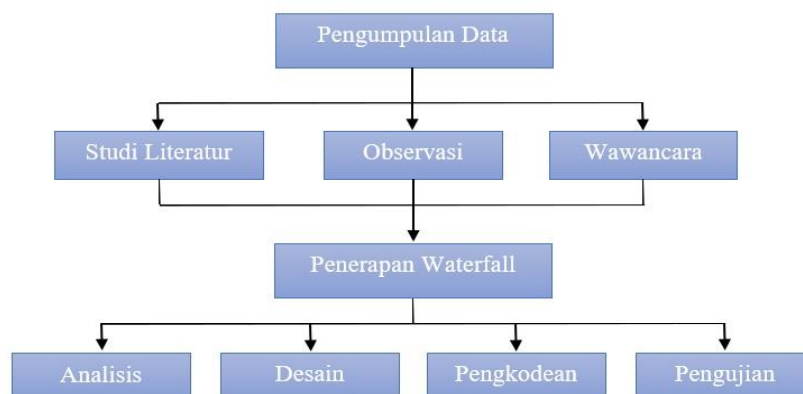 Pengumpulan Data
Studi Literatur
Observasi
Wawancara
Penerapan Waterfall
Analisis
Desain
Pengkodean
Pengujian